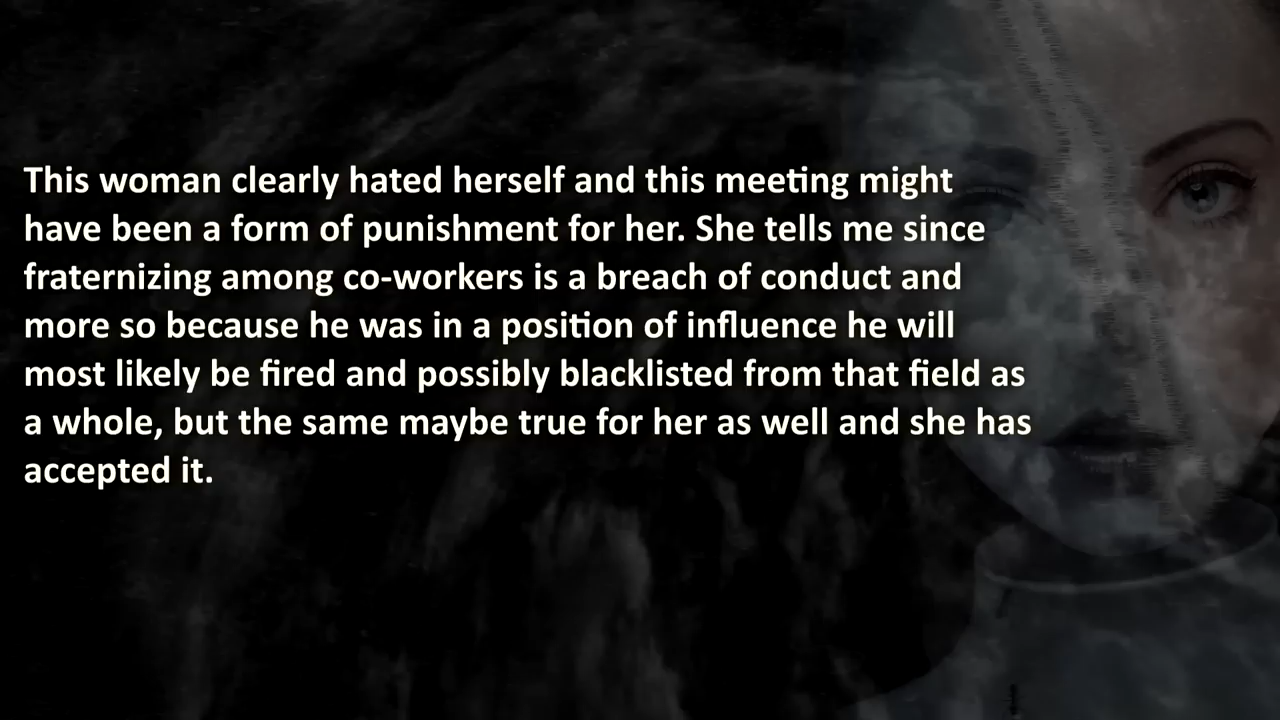 This woman clearly hated herself and this meeting might
have been a form of punishment for her. She tells me since
fraternizing among co-workers is a breach of conduct and
more so because he was in a position of influence he will
most likely be fired and possibly blacklisted from that field as
a whole, but the same maybe true for her as well and she has
accepted it.